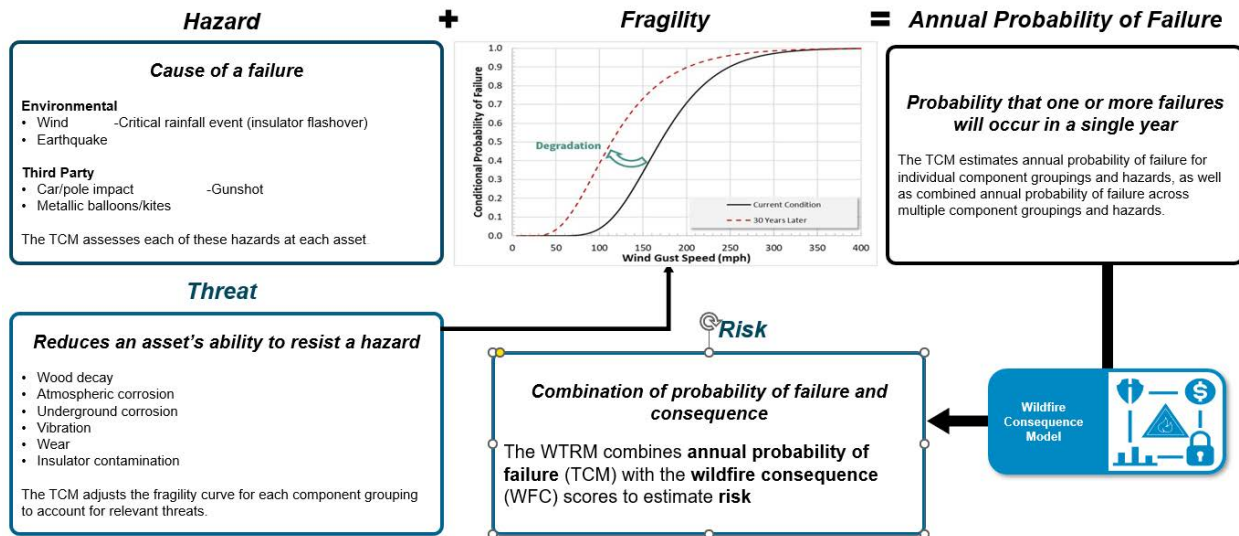 Hazard + Fragility = Annual Probability of Failure
Cause of a failure
Environmental
• Wind -Critical rainfall event (insulator flashover)
• Earthquake
Third Party
• Car/pole impact -Gunshot
• Metallic balloons/kites
The TCM assesses each of these hazards at each asset
Conditional Probability of Failure
1.0
0.9
0.8
0.7
0.6
0.5
0.4
0.3
0.2
0.1
0.0
Degradation
Current Condition
30 Years Later
0 50 100 150 200 250 300 350 400
Wind Gust Speed (mph)
Probability that one or more failures
will occur in a single year
The TCM estimates annual probability of failure for
individual component groupings and hazards, as well
as combined annual probability of failure across
multiple component groupings and hazards.
Threat
Reduces an asset's ability to resist a hazard
• Wood decay
• Atmospheric corrosion
• Underground corrosion
• Vibration
• Wear
• Insulator contamination
The TCM adjusts the fragility curve for each component grouping
to account for relevant threats.
Risk
Combination of probability of failure and
consequence
The WTRM combines annual probability of
failure (TCM) with the wildfire consequence
(WFC) scores to estimate risk
Wildfire
Consequence
Model
$